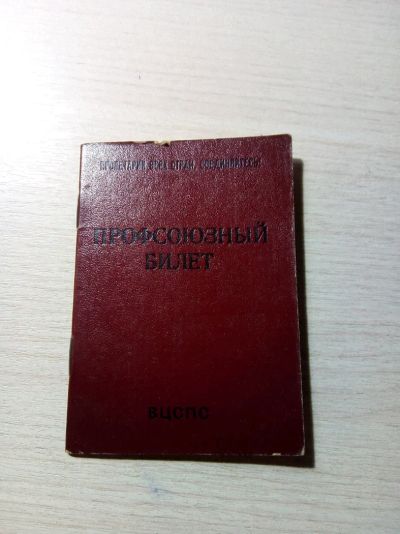 ПРОЛЕТАРИИ ВСЕХ СТРАН, СОЕДИНЯЙТЕСЬ!
ПРОФСОЮЗНЫЙ
БИЛЕТ
ВЦСПС